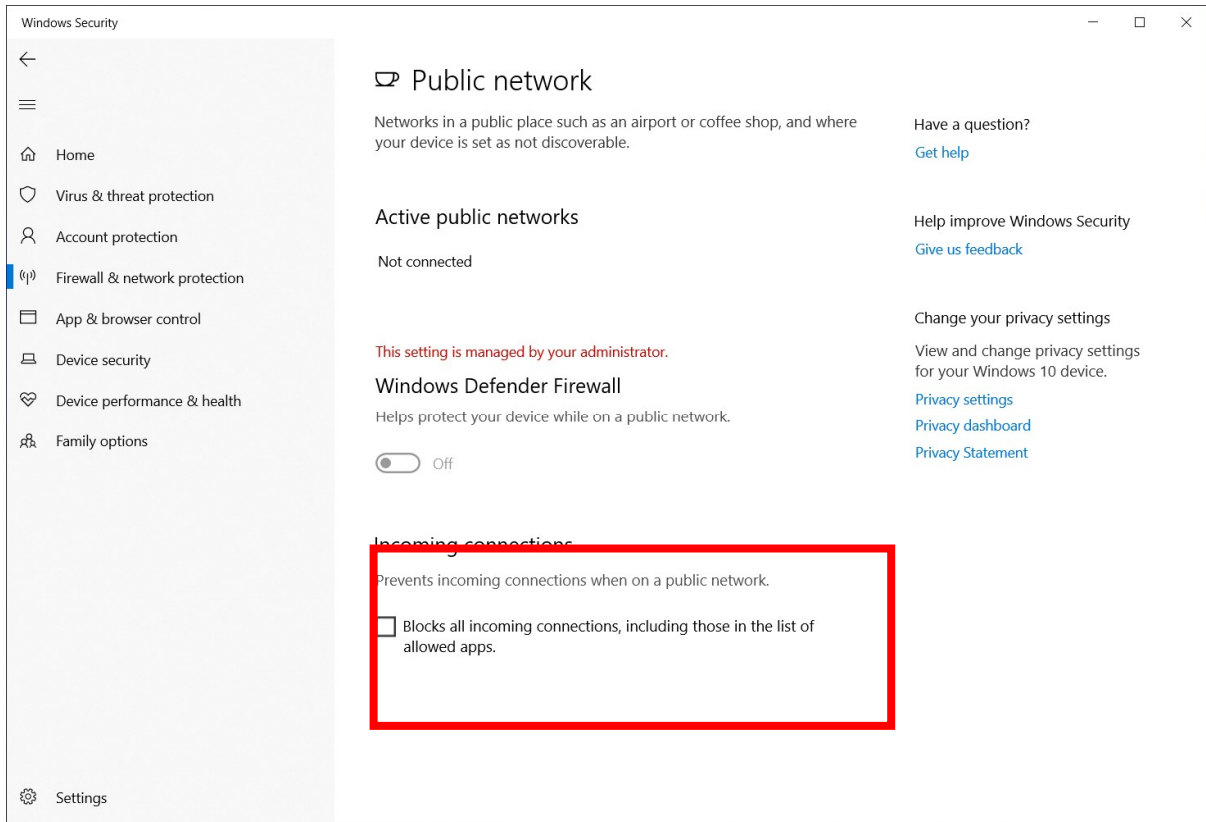 Windows Security
Home
Virus & threat protection
Account protection
Firewall & network protection
App & browser control
Device security
Device performance & health
Family options
Settings
Public network
Networks in a public place such as an airport or coffee shop, and where
your device is set as not discoverable.
Active public networks
Not connected
This setting is managed by your administrator.
Windows Defender Firewall
Helps protect your device while on a public network.
Off
Incoming connections
Prevents incoming connections when on a public network.
Blocks all incoming connections, including those in the list of
allowed apps.
Have a question?
Get help
Help improve Windows Security
Give us feedback
Change your privacy settings
View and change privacy settings
for your Windows 10 device.
Privacy settings
Privacy dashboard
Privacy Statement